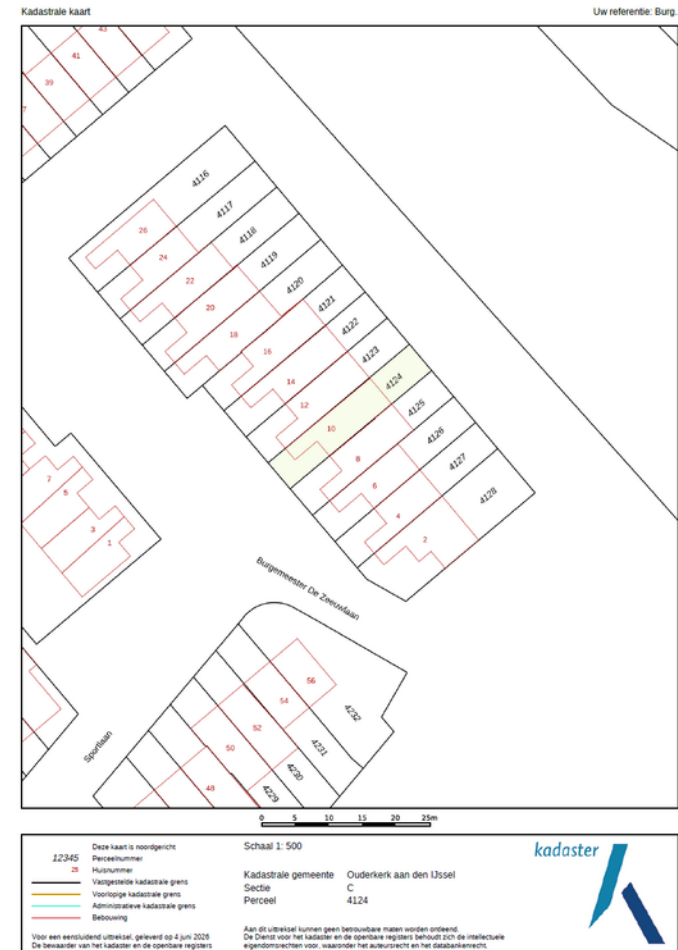 Kadastrale kaart
Uw referentie: Burg.
43
41
39
7
4116
4117
4118
4119
4120
4121
4122
4123
4124
4125
4126
4127
4128
26
24
22
20
18
16
14
12
10
8
6
4
2
7
5
3
1
Burgemeester De Zeeuwlaan
Sportlaan
56
54
52
50
48
4232
4231
4230
4229
0 5 10 15 20 25m
Deze kaart is noordgericht
12345 Perceelnummer
25 Huisnummer
Vastgestelde kadastrale grens
Voorlopige kadastrale grens
Administratieve kadastrale grens
Bebouwing
Voor een eensluidend uittreksel, geleverd op 4 juni 2026
De bewaarder van het kadaster en de openbare registers
Schaal 1: 500
Kadastrale gemeente Ouderkerk aan den IJssel
Sectie C
Perceel 4124
Aan dit uittreksel kunnen geen betrouwbare maten worden ontleend.
De Dienst voor het kadaster en de openbare registers behoudt zich de intellectuele
eigendomsrechten voor, waaronder het auteursrecht en het databankenrecht.
kadaster